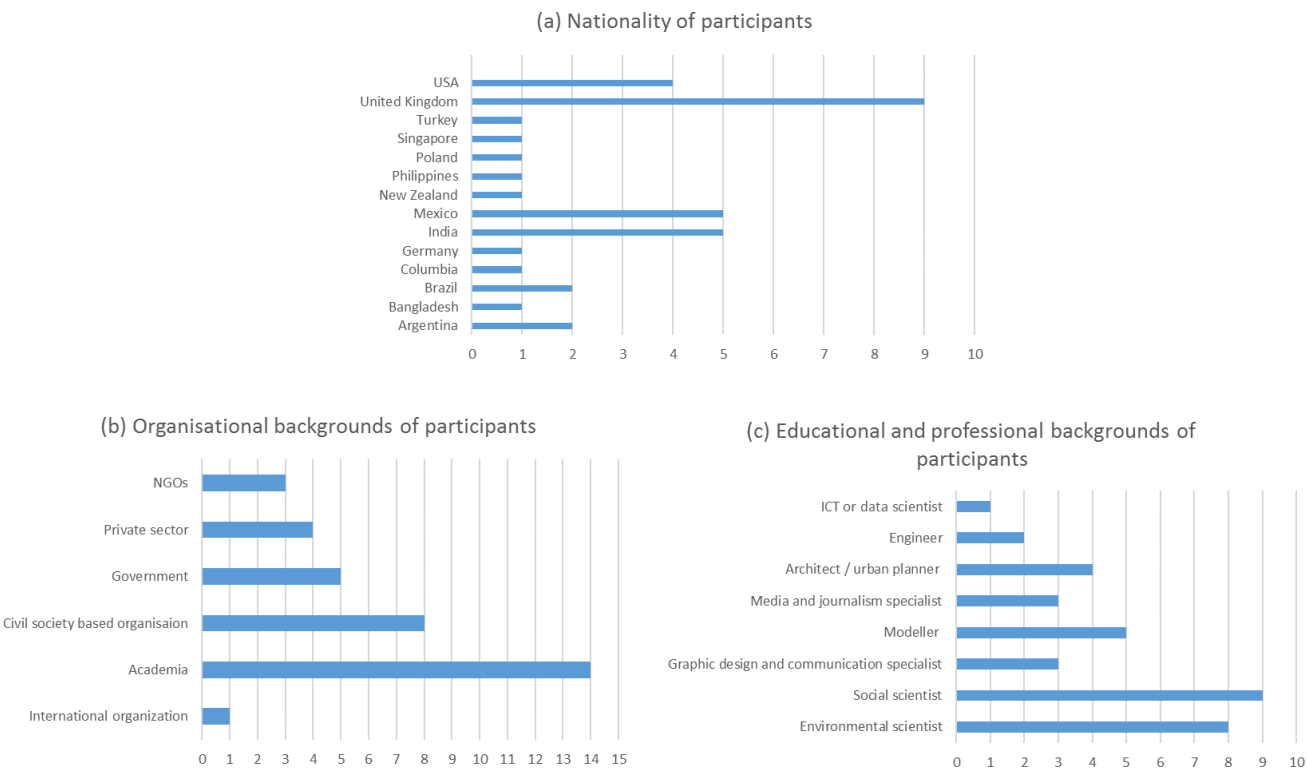 (a) Nationality of participants
USA
United Kingdom
Turkey
Singapore
Poland
Philippines
New Zealand
Mexico
India
Germany
Columbia
Brazil
Bangladesh
Argentina
0 1 2 3 4 5 6 7 8 9 10
(b) Organisational backgrounds of participants
NGOs
Private sector
Government
Civil society based organisaion
Academia
International organization
0 1 2 3 4 5 6 7 8 9 10 11 12 13 14 15
(c) Educational and professional backgrounds of
participants
ICT or data scientist
Engineer
Architect / urban planner
Media and journalism specialist
Modeller
Graphic design and communication specialist
Social scientist
Environmental scientist
0 1 2 3 4 5 6 7 8 9 10